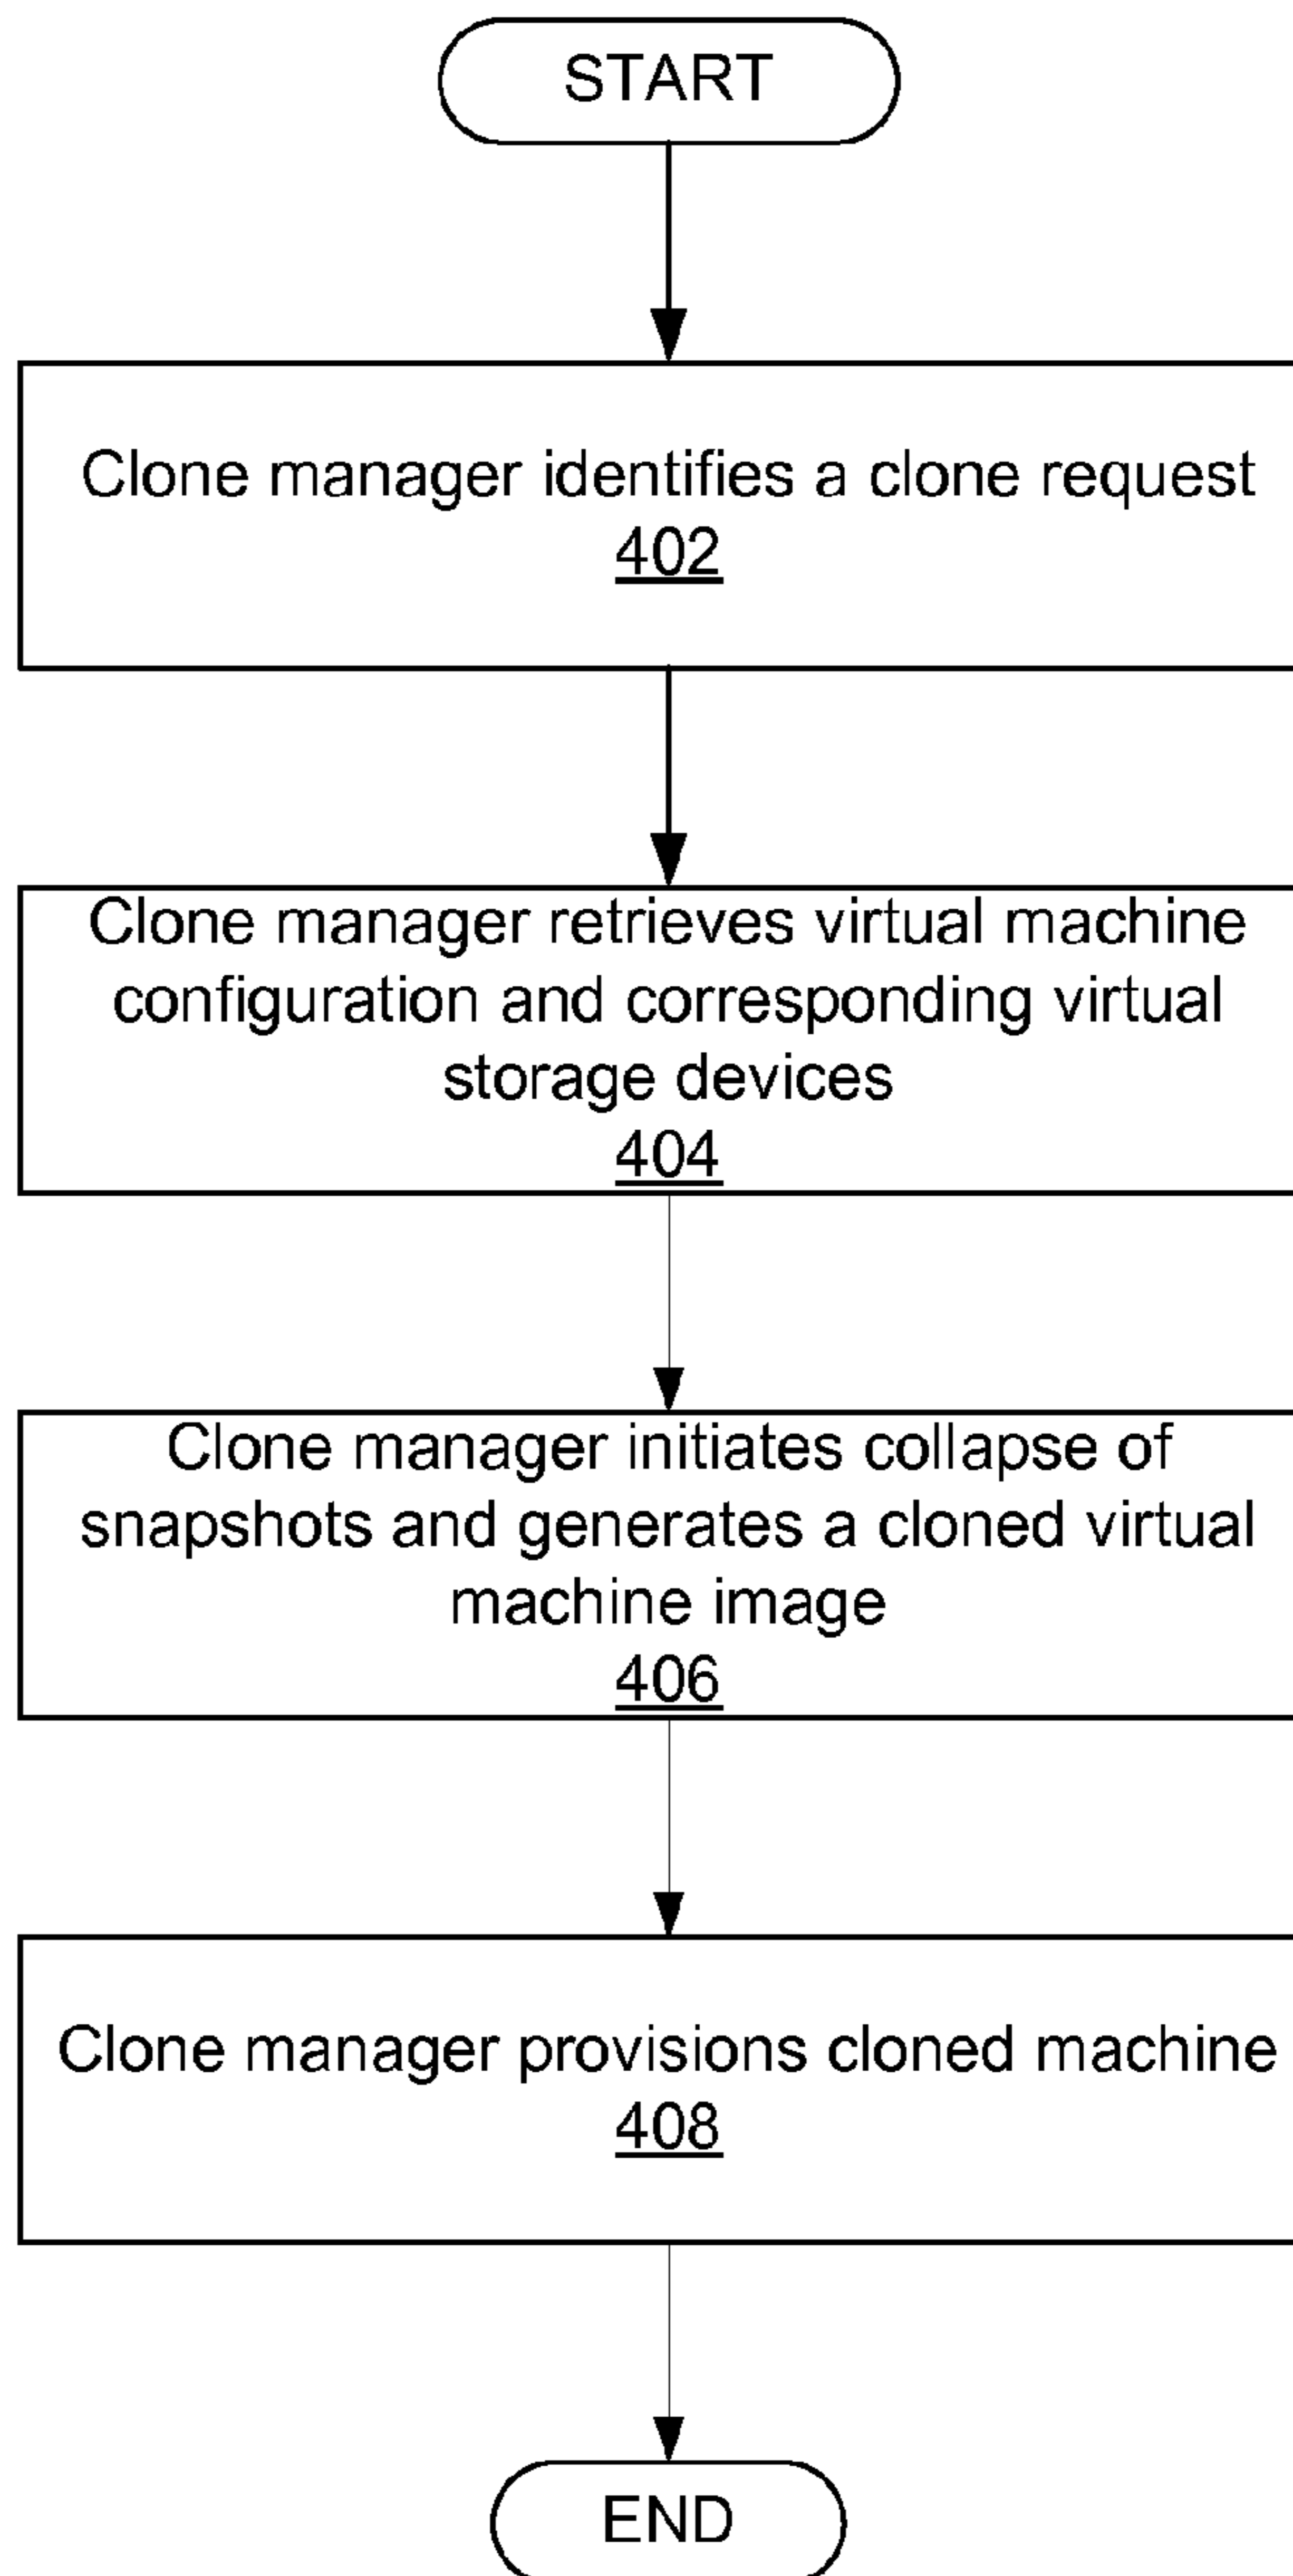 START
Clone manager identifies a clone request
402
Clone manager retrieves virtual machine
configuration and corresponding virtual
storage devices
404
Clone manager initiates collapse of
snapshots and generates a cloned virtual
machine image
406
Clone manager provisions cloned machine
408
END